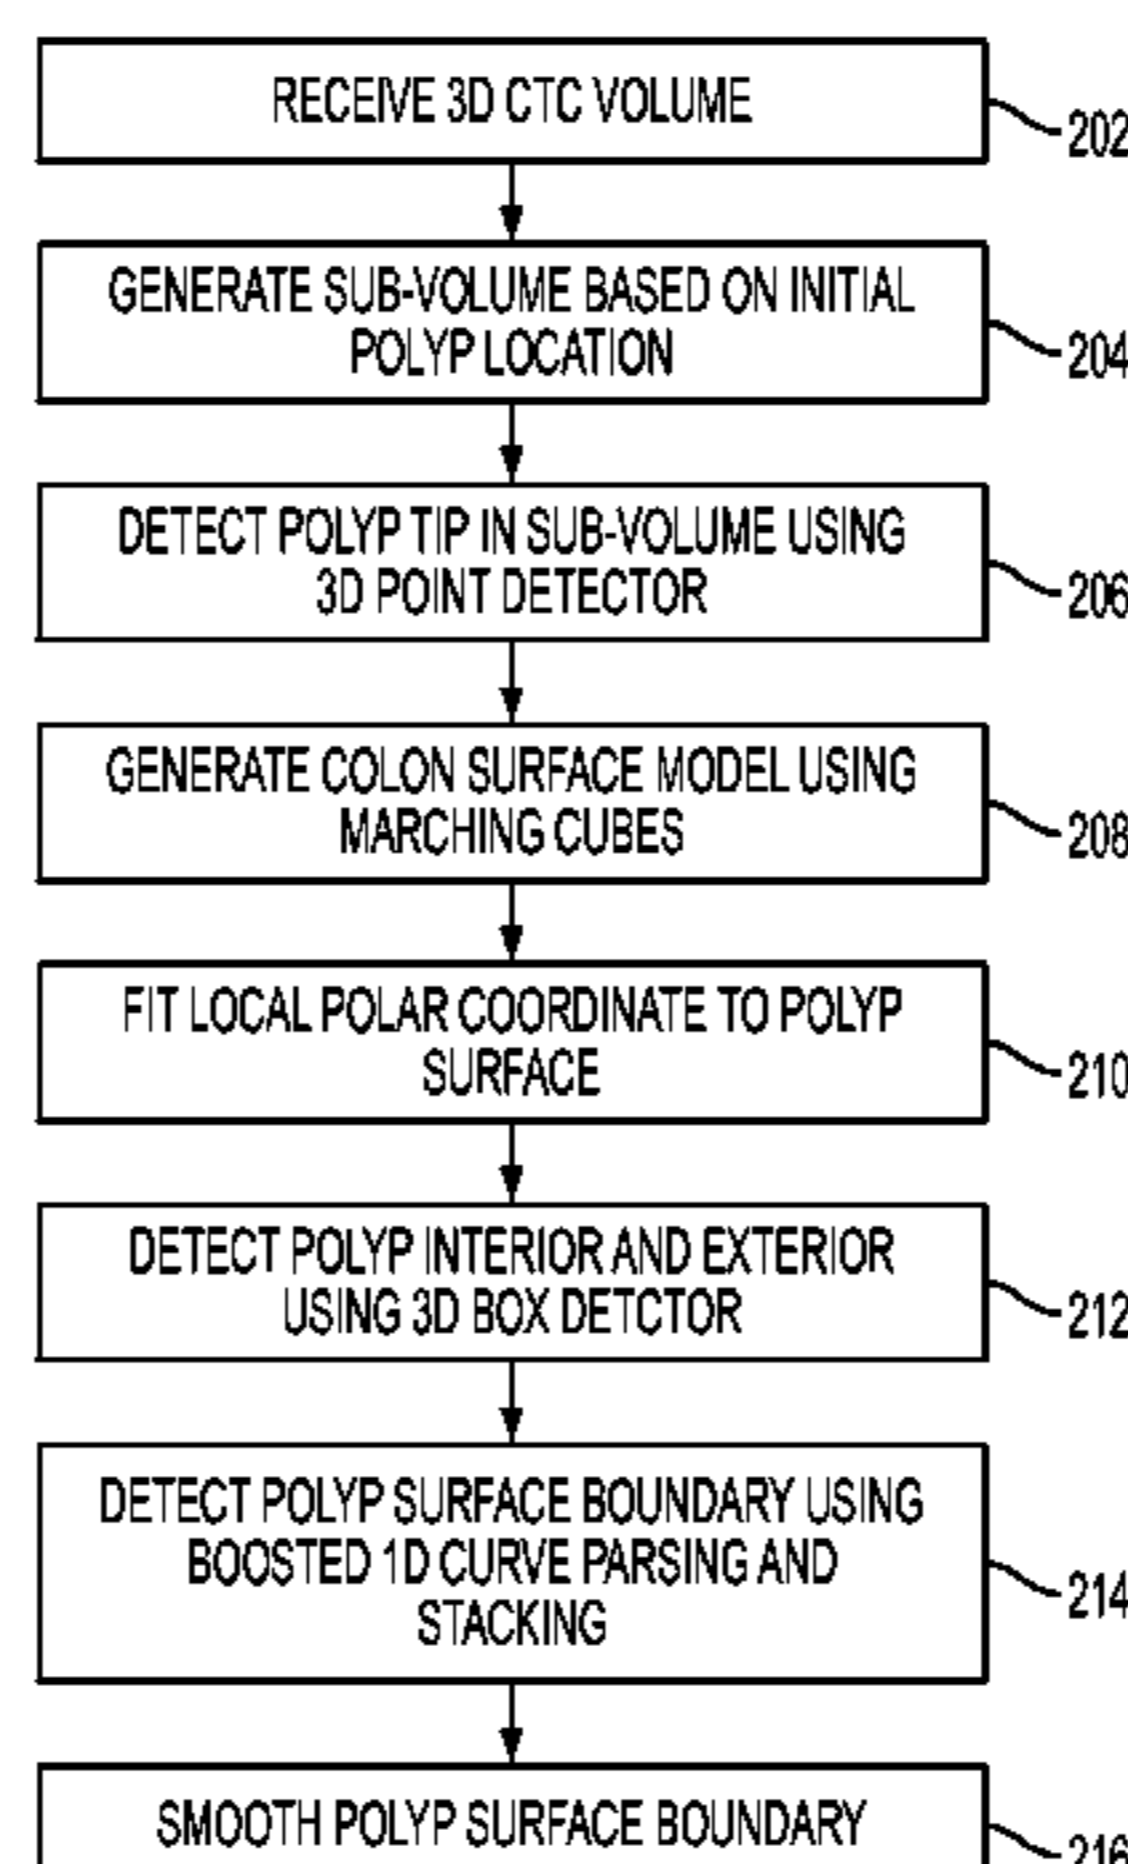 RECEIVE 3D CTC VOLUME
202
GENERATE SUB-VOLUME BASED ON INITIAL
POLYP LOCATION
204
DETECT POLYP TIP IN SUB-VOLUME USING
3D POINT DETECTOR
206
GENERATE COLON SURFACE MODEL USING
MARCHING CUBES
208
FIT LOCAL POLAR COORDINATE TO POLYP
SURFACE
210
DETECT POLYP INTERIOR AND EXTERIOR
USING 3D BOX DETCTOR
212
DETECT POLYP SURFACE BOUNDARY USING
BOOSTED 1D CURVE PARSING AND
STACKING
214
SMOOTH POLYP SURFACE BOUNDARY
216